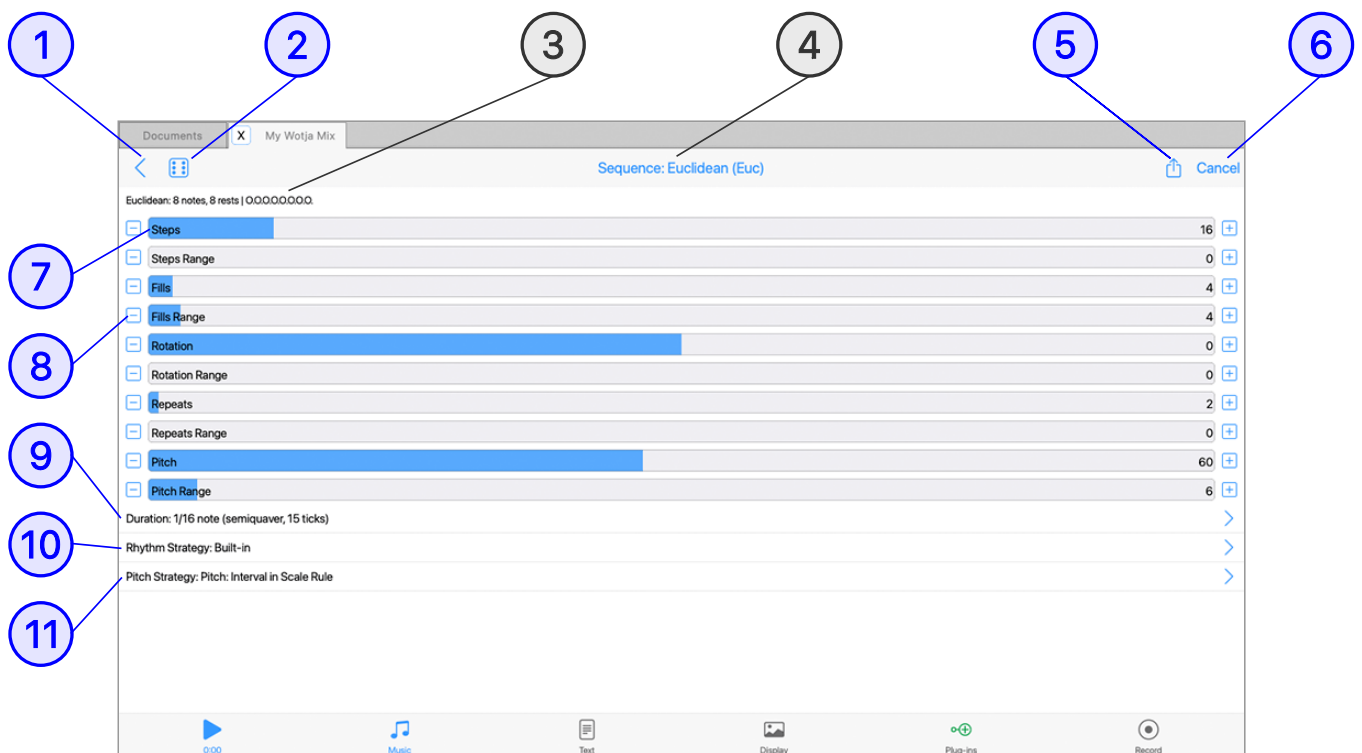 1 2 3 4 5 6
Documents X My Wotja Mix
Sequence: Euclidean (Euc) Cancel
Euclidean: 8 notes, 8 rests | O.O.O.O.O.O.O.O.
Steps 16
7
Steps Range 0
Fills 4
Fills Range 4
Rotation 0
8
Rotation Range 0
Repeats 2
Repeats Range 0
9
Pitch 60
Pitch Range 6
Duration: 1/16 note (semiquaver, 15 ticks)
10
Rhythm Strategy: Built-in
Pitch Strategy: Pitch: Interval in Scale Rule
11
0:00 Music Text Display Plug-ins Record